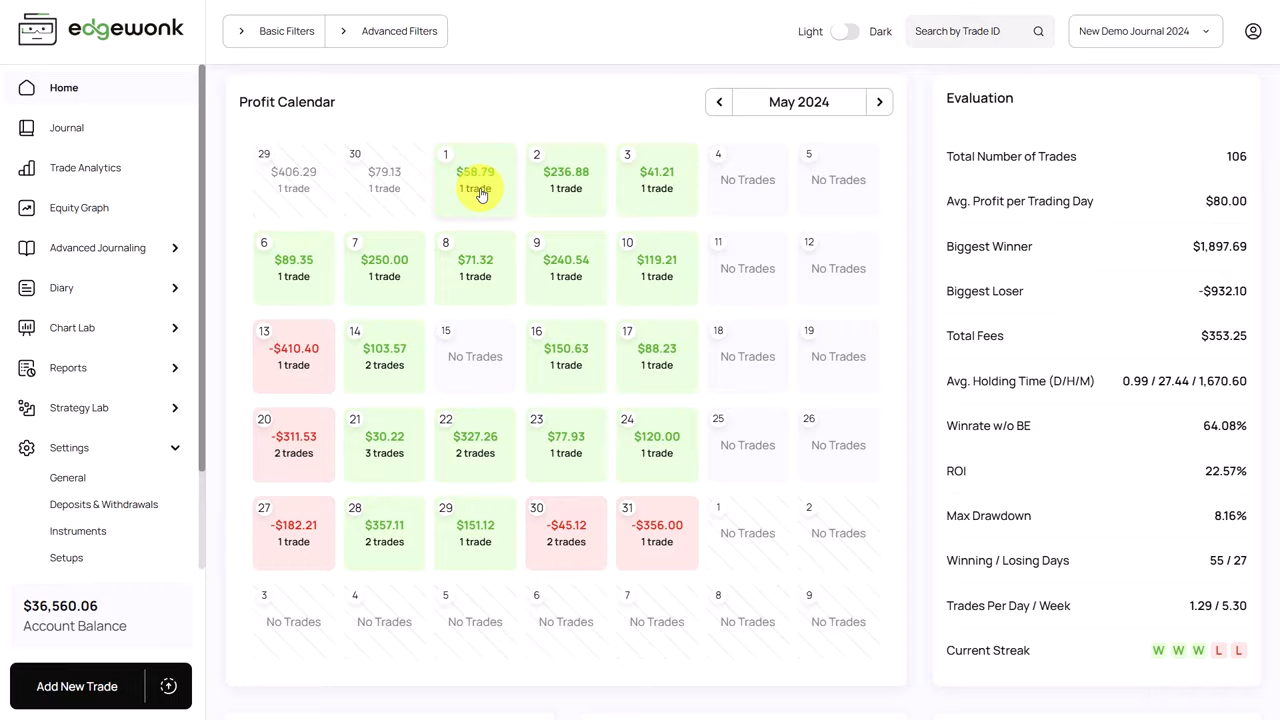 edgewonk
Basic Filters
Advanced Filters
Light
Dark
Search by Trade ID
New Demo Journal 2024
Home
Journal
Trade Analytics
Equity Graph
Advanced Journaling
Diary
Chart Lab
Reports
Strategy Lab
Settings
General
Deposits & Withdrawals
Instruments
Setups
$36,560.06
Account Balance
Add New Trade
Profit Calendar
May 2024
29 30 1 2 3 4 5
$406.29 $79.13 $58.79 $236.88 $41.21 No Trades No Trades
1 trade 1 trade 1 trade 1 trade 1 trade
6 7 8 9 10 11 12
$89.35 $250.00 $71.32 $240.54 $119.21 No Trades No Trades
1 trade 1 trade 1 trade 1 trade 1 trade
13 14 15 16 17 18 19
-$410.40 $103.57 No Trades $150.63 $88.23 No Trades No Trades
1 trade 2 trades 1 trade 1 trade
20 21 22 23 24 25 26
-$311.53 $30.22 $327.26 $77.93 $120.00 No Trades No Trades
2 trades 3 trades 2 trades 1 trade 1 trade
27 28 29 30 31 1 2
-$182.21 $357.11 $151.12 -$45.12 -$356.00 No Trades No Trades
1 trade 2 trades 1 trade 2 trades 1 trade
3 4 5 6 7 8 9
No Trades No Trades No Trades No Trades No Trades No Trades No Trades
Evaluation
Total Number of Trades 106
Avg. Profit per Trading Day $80.00
Biggest Winner $1,897.69
Biggest Loser -$932.10
Total Fees $353.25
Avg. Holding Time (D/H/M) 0.99 / 27.44 / 1,670.60
Winrate w/o BE 64.08%
ROI 22.57%
Max Drawdown 8.16%
Winning / Losing Days 55 / 27
Trades Per Day / Week 1.29 / 5.30
Current Streak W W W L L